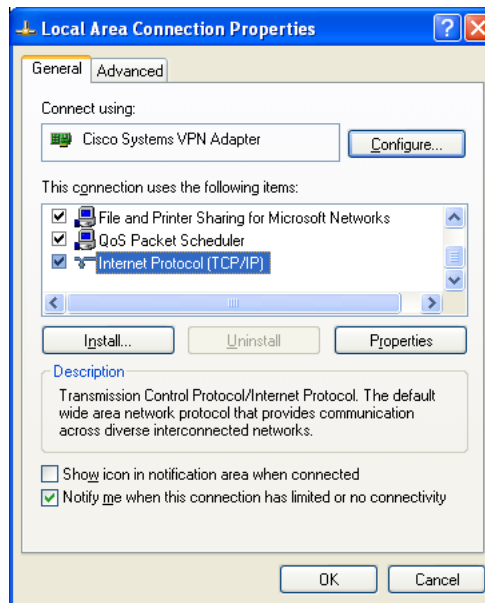 Local Area Connection Properties
General Advanced
Connect using:
Cisco Systems VPN Adapter
Configure...
This connection uses the following items:
File and Printer Sharing for Microsoft Networks
QoS Packet Scheduler
Internet Protocol (TCP/IP)
Install... Uninstall Properties
Description
Transmission Control Protocol/Internet Protocol. The default
wide area network protocol that provides communication
across diverse interconnected networks.
Show icon in notification area when connected
Notify me when this connection has limited or no connectivity
OK Cancel